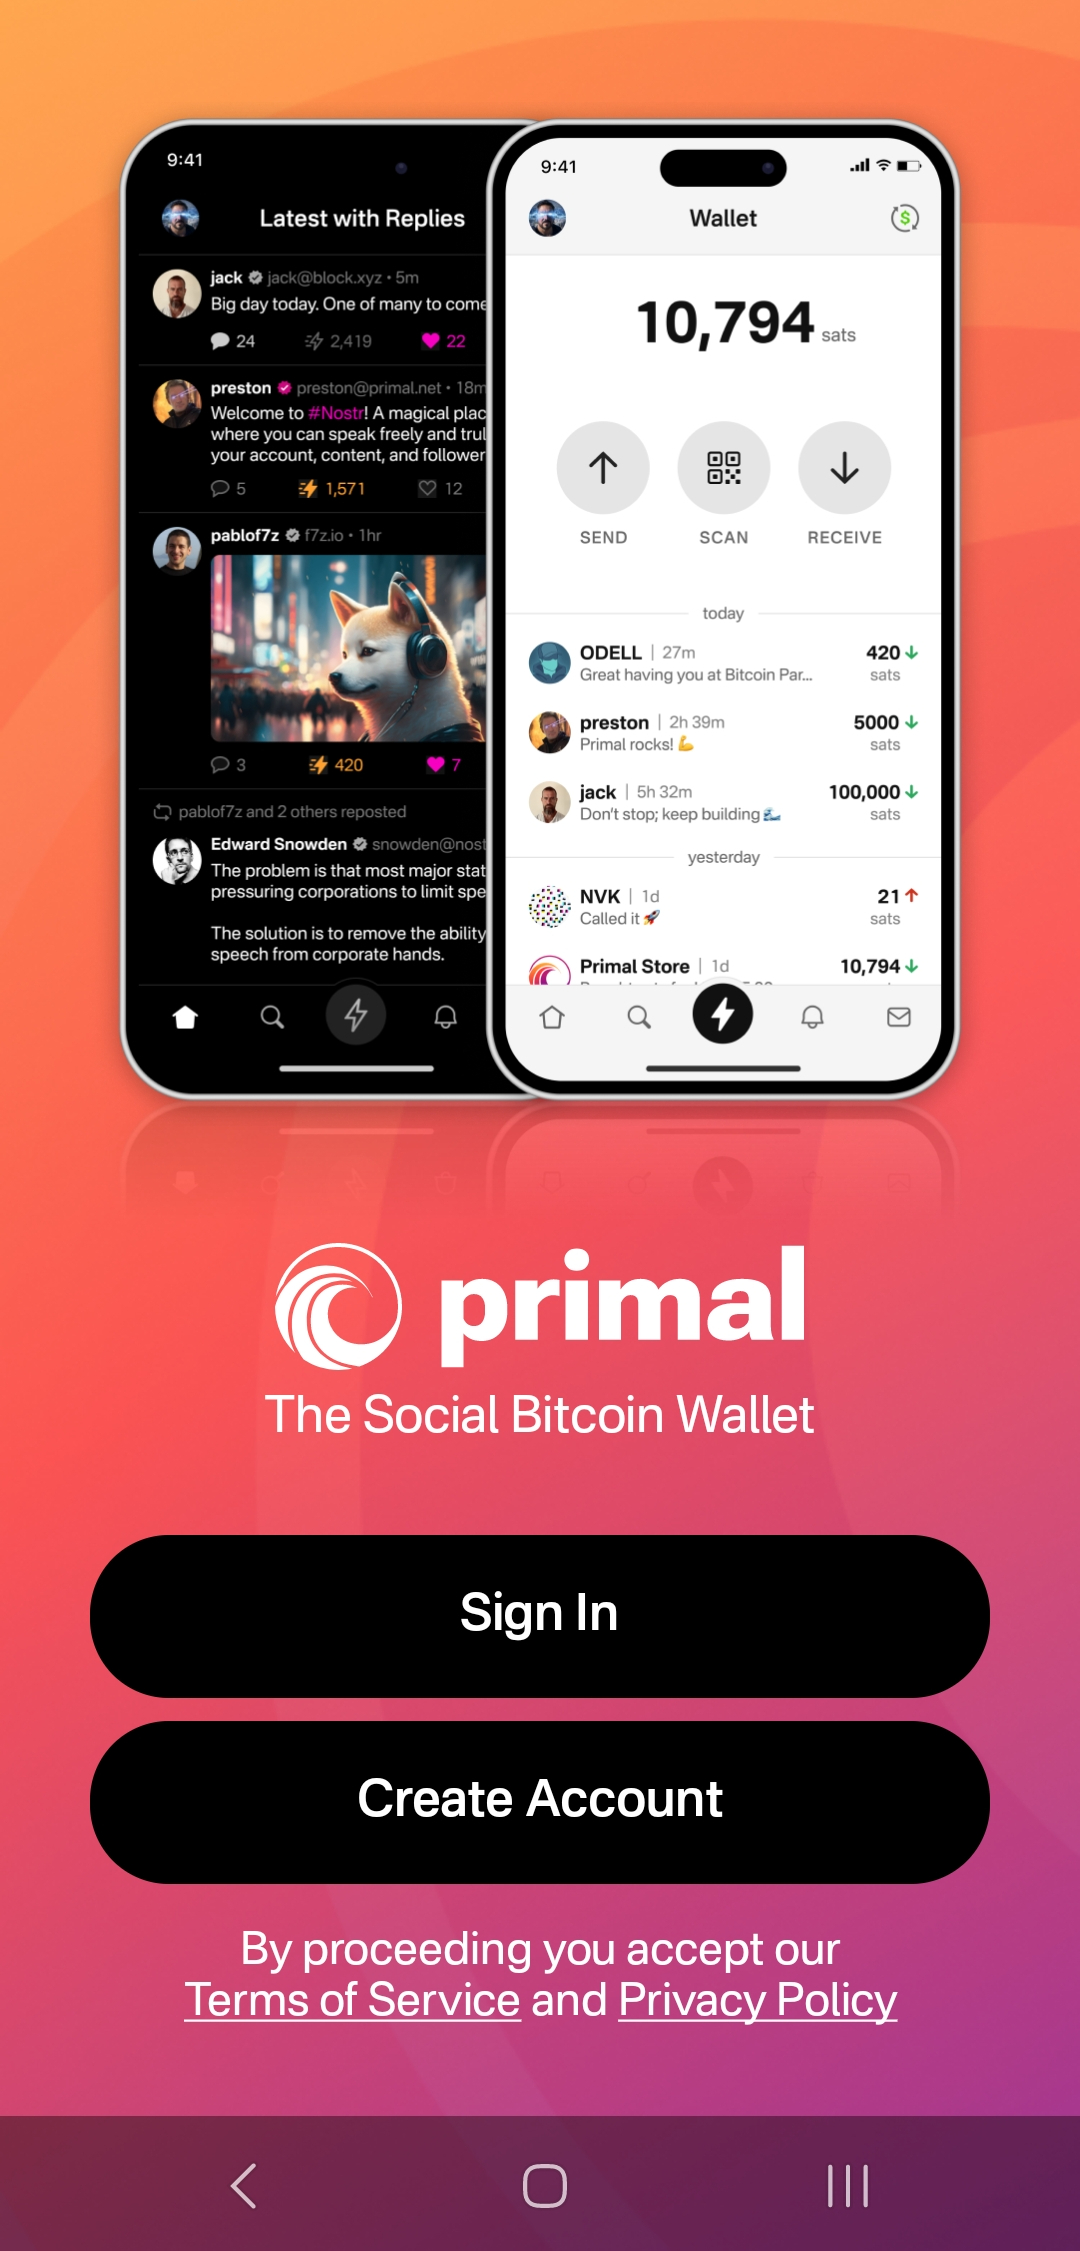 9:41
Latest with Replies
jack jack@block.xyz • 5m
Big day today. One of many to come
24 2,419 22
preston preston@primal.net • 18m
Welcome to #Nostr! A magical plac
where you can speak freely and trul
your account, content, and follower
5 1,571 12
pablof7z f7z.io • 1hr
3 420 7
pablof7z and 2 others reposted
Edward Snowden snowden@nost
The problem is that most major stat
pressuring corporations to limit spe
The solution is to remove the ability
speech from corporate hands.
9:41
Wallet
10,794 sats
SEND SCAN RECEIVE
today
ODELL | 27m 420
Great having you at Bitcoin Par... sats
preston | 2h 39m 5000
Primal rocks! 💪 sats
jack | 5h 32m 100,000
Don't stop; keep building 🌊 sats
yesterday
NVK | 1d 21
Called it 🚀 sats
Primal Store | 1d 10,794
primal
The Social Bitcoin Wallet
Sign In
Create Account
By proceeding you accept our
Terms of Service and Privacy Policy